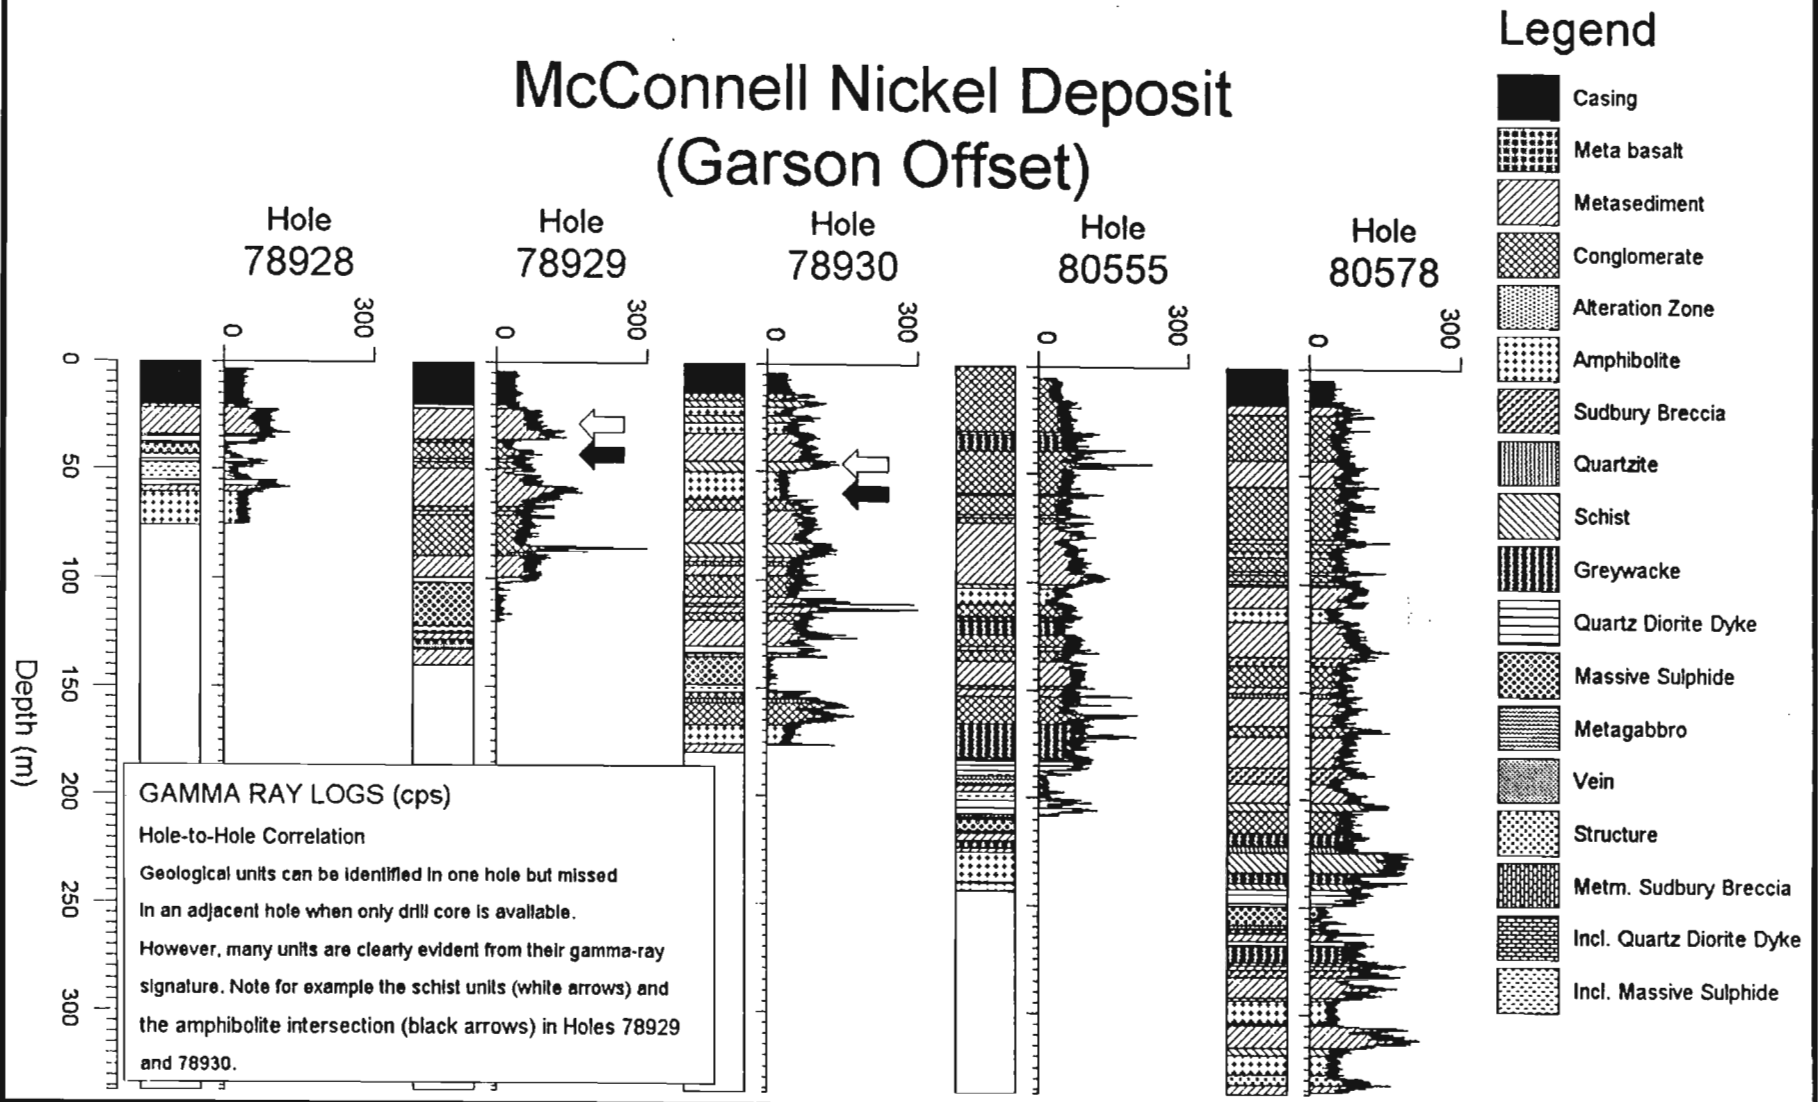 McConnell Nickel Deposit
(Garson Offset)
Hole
78928
Hole
78929
Hole
78930
Hole
80555
Hole
80578
0
300
0
300
0
300
0
300
0
300
Depth (m)
0
50
100
150
200
250
300
GAMMA RAY LOGS (cps)
Hole-to-Hole Correlation
Geological units can be identified in one hole but missed
in an adjacent hole when only drill core is available.
However, many units are clearly evident from their gamma-ray
signature. Note for example the schist units (white arrows) and
the amphibolite intersection (black arrows) in Holes 78929
and 78930.
Legend
Casing
Meta basalt
Metasediment
Conglomerate
Alteration Zone
Amphibolite
Sudbury Breccia
Quartzite
Schist
Greywacke
Quartz Diorite Dyke
Massive Sulphide
Metagabbro
Vein
Structure
Metm. Sudbury Breccia
Incl. Quartz Diorite Dyke
Incl. Massive Sulphide